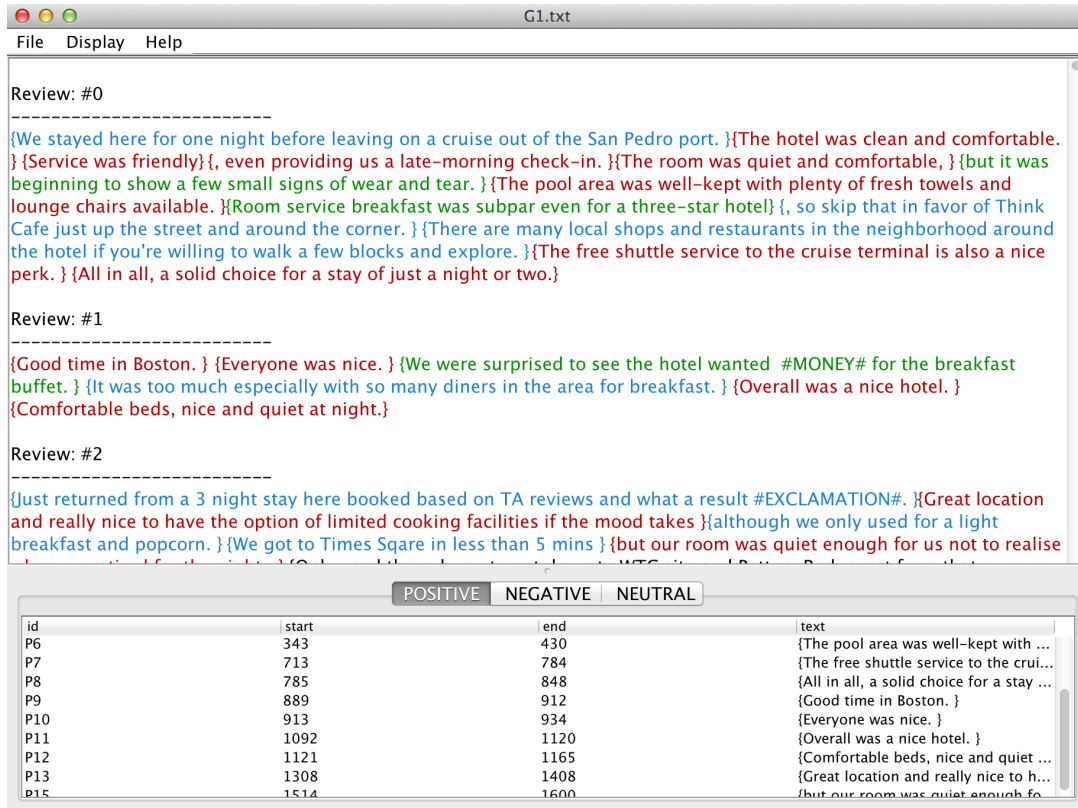 G1.txt
File Display Help
Review: #0
--------------------------
{We stayed here for one night before leaving on a cruise out of the San Pedro port. }{The hotel was clean and comfortable.
} {Service was friendly} {, even providing us a late-morning check-in. }{The room was quiet and comfortable, } {but it was
beginning to show a few small signs of wear and tear. } {The pool area was well-kept with plenty of fresh towels and
lounge chairs available. }{Room service breakfast was subpar even for a three-star hotel} {, so skip that in favor of Think
Cafe just up the street and around the corner. } {There are many local shops and restaurants in the neighborhood around
the hotel if you're willing to walk a few blocks and explore. } {The free shuttle service to the cruise terminal is also a nice
perk. } {All in all, a solid choice for a stay of just a night or two.}
Review: #1
--------------------------
{Good time in Boston. } {Everyone was nice. } {We were surprised to see the hotel wanted  #MONEY# for the breakfast
buffet. } {It was too much especially with so many diners in the area for breakfast. } {Overall was a nice hotel. }
{Comfortable beds, nice and quiet at night.}
Review: #2
--------------------------
{Just returned from a 3 night stay here booked based on TA reviews and what a result #EXCLAMATION#. }{Great location
and really nice to have the option of limited cooking facilities if the mood takes }{although we only used for a light
breakfast and popcorn. } {We got to Times Sqare in less than 5 mins } {but our room was quiet enough for us not to realise
POSITIVE NEGATIVE NEUTRAL
id start end text
P6 343 430 {The pool area was well-kept with ...
P7 713 784 {The free shuttle service to the crui...
P8 785 848 {All in all, a solid choice for a stay ...
P9 889 912 {Good time in Boston. }
P10 913 934 {Everyone was nice. }
P11 1092 1120 {Overall was a nice hotel. }
P12 1121 1165 {Comfortable beds, nice and quiet ...
P13 1308 1408 {Great location and really nice to h...
P15 1514 1600 {but our room was quiet enough fo...